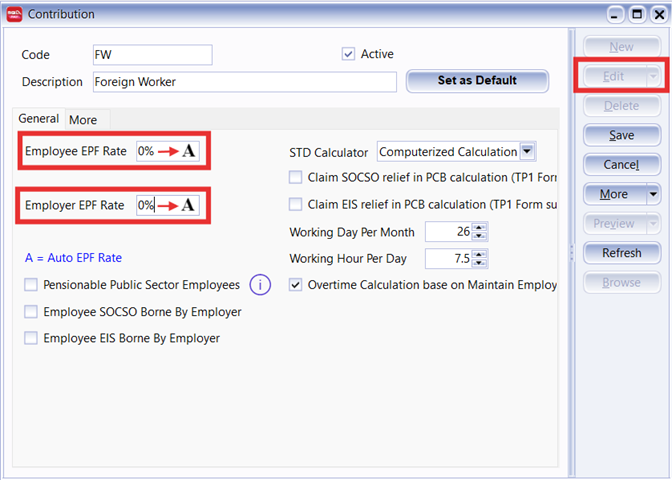 Contribution
Code FW Active
Description Foreign Worker Set as Default
General More
Employee EPF Rate 0% → A
Employer EPF Rate 0% → A
A = Auto EPF Rate
Pensionable Public Sector Employees i
Employee SOCSO Borne By Employer
Employee EIS Borne By Employer
STD Calculator Computerized Calculation
Claim SOCSO relief in PCB calculation (TP1 Forn
Claim EIS relief in PCB calculation (TP1 Form su
Working Day Per Month 26
Working Hour Per Day 7.5
Overtime Calculation base on Maintain Employ
New
Edit
Delete
Save
Cancel
More
Preview
Refresh
Browse